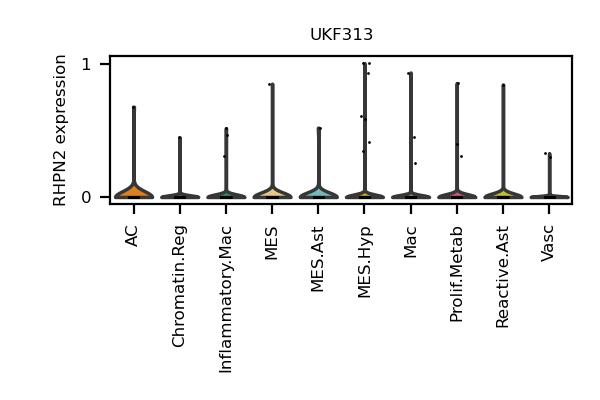 UKF313
RHPN2 expression
1
0
AC
Chromatin.Reg
Inflammatory.Mac
MES
MES.Ast
MES.Hyp
Mac
Prolif.Metab
Reactive.Ast
Vasc